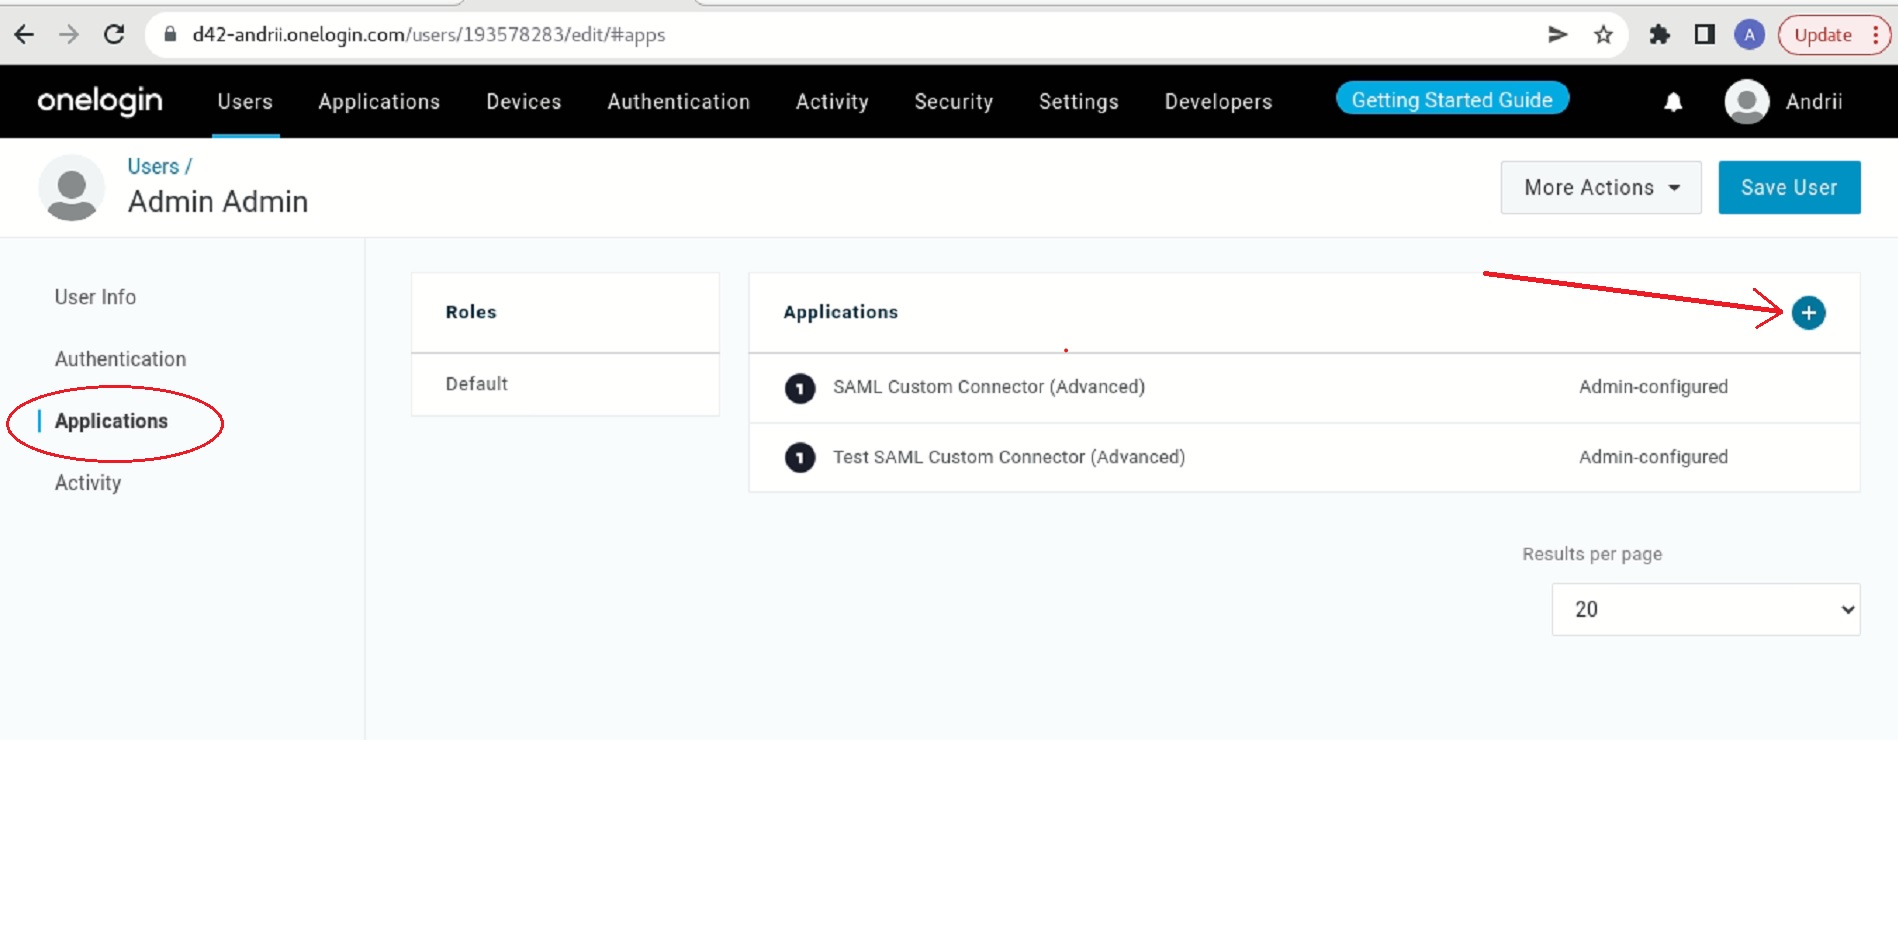 d42-andrii.onelogin.com/users/193578283/edit/#apps
A
Update
onelogin
Users
Applications
Devices
Authentication
Activity
Security
Settings
Developers
Getting Started Guide
Andrii
Users /
Admin Admin
More Actions
Save User
User Info
Authentication
Applications
Activity
Roles
Default
Applications
1 SAML Custom Connector (Advanced) Admin-configured
1 Test SAML Custom Connector (Advanced) Admin-configured
Results per page
20